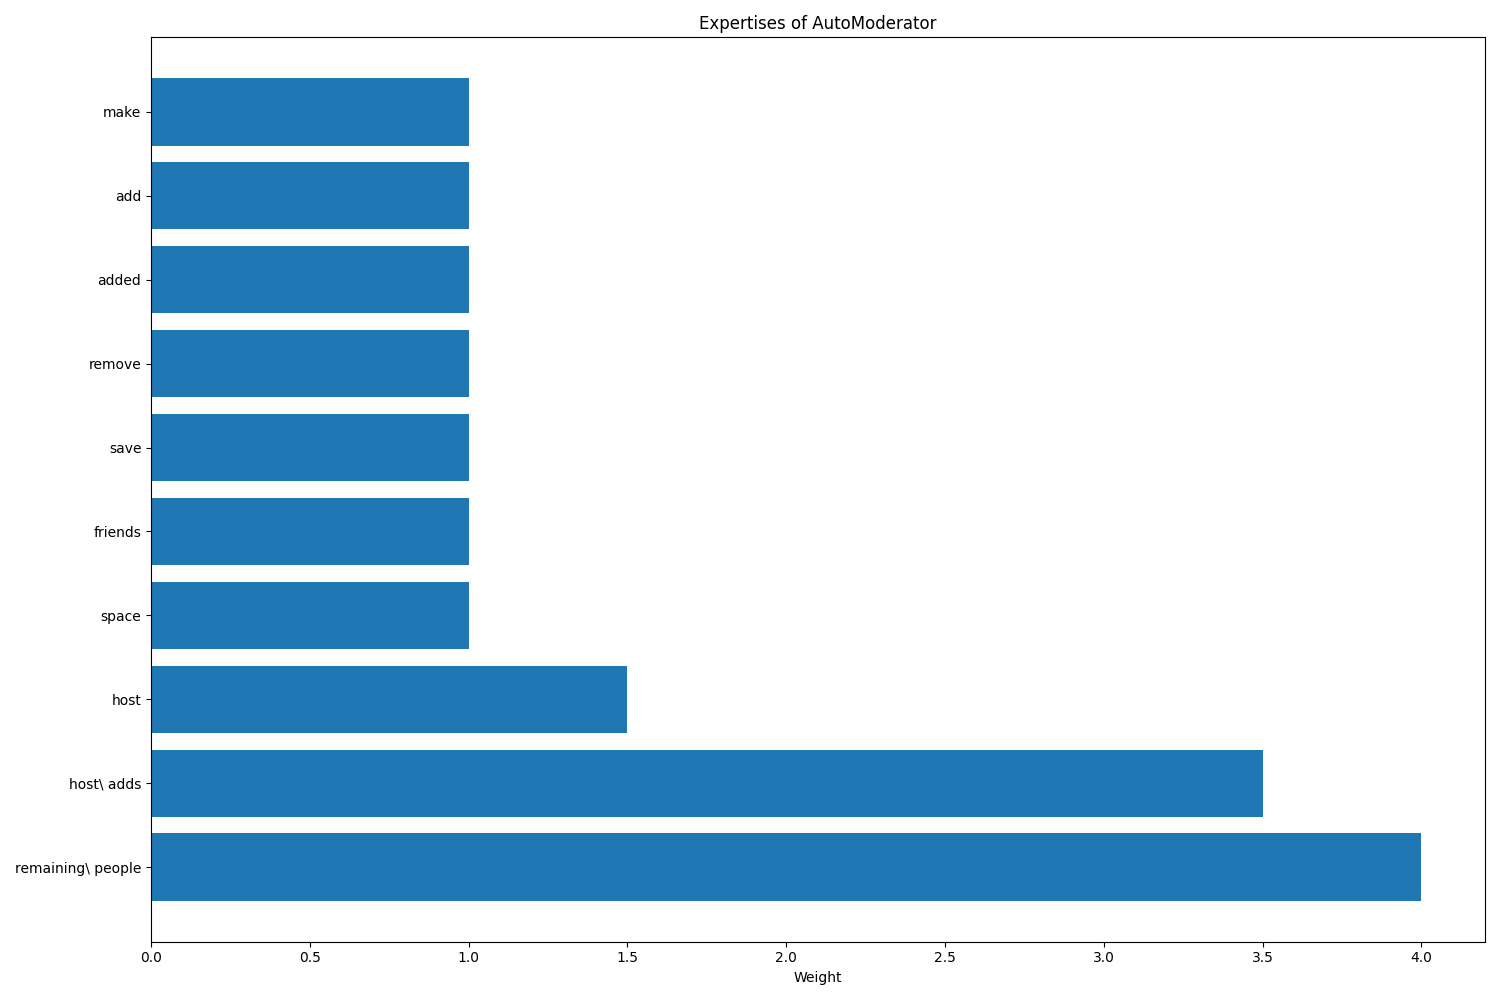 Expertises of AutoModerator
make
add
added
remove
save
friends
space
host
host\ adds
remaining\ people
0.0 0.5 1.0 1.5 2.0 2.5 3.0 3.5 4.0
Weight